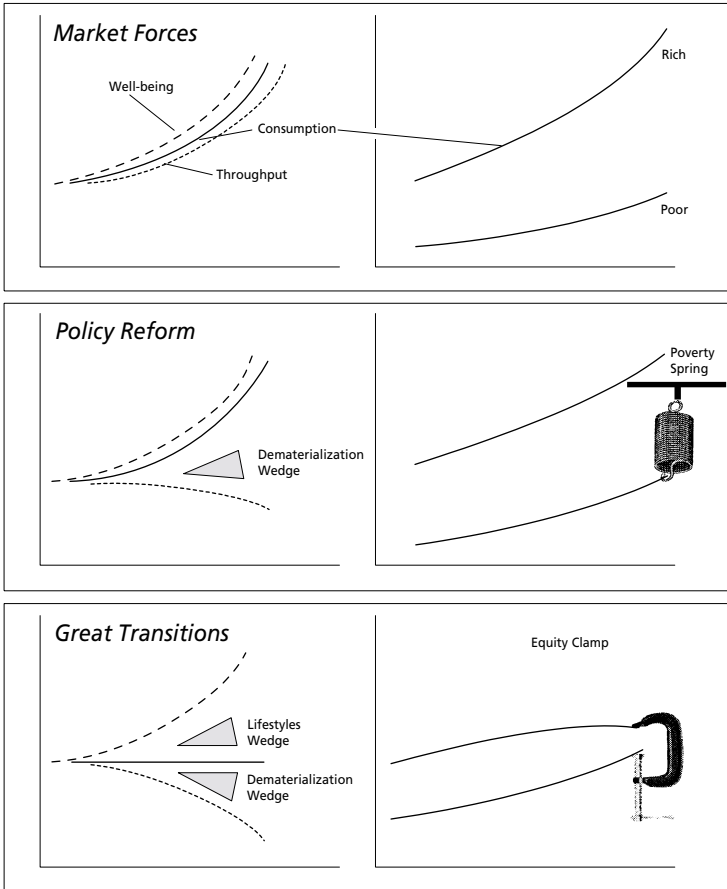 Market Forces
Well-being
Consumption
Throughput
Rich
Poor
Policy Reform
Dematerialization
Wedge
Poverty
Spring
Great Transitions
Lifestyles
Wedge
Dematerialization
Wedge
Equity Clamp